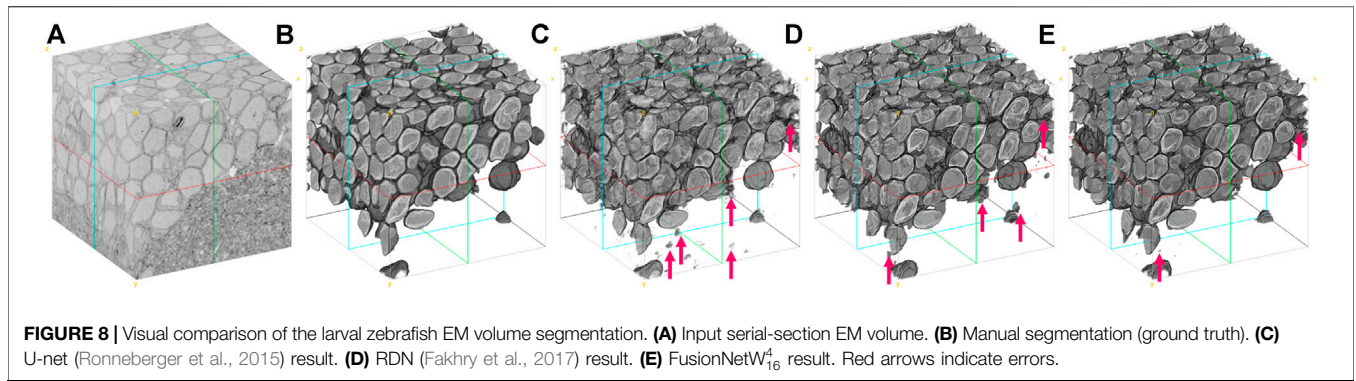 A B C D E
z
x
y
z
x
y
z
x
y
z
x
y
y
FIGURE 8 | Visual comparison of the larval zebrafish EM volume segmentation. (A) Input serial-section EM volume. (B) Manual segmentation (ground truth). (C)
U-net (Ronneberger et al., 2015) result. (D) RDN (Fakhry et al., 2017) result. (E) FusionNetW⁴₁₆ result. Red arrows indicate errors.